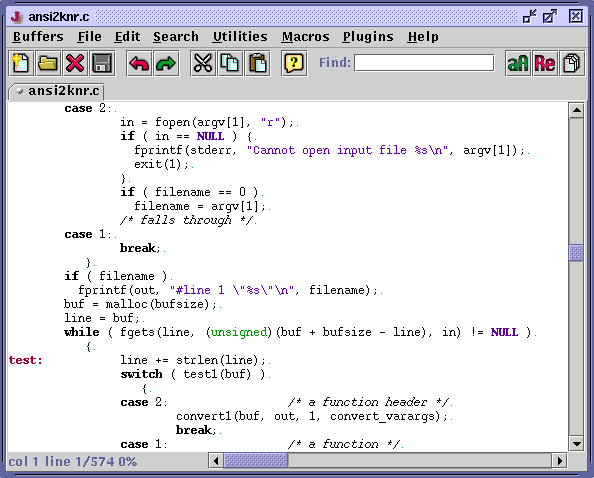 ansi2knr.c
Buffers File Edit Search Utilities Macros Plugins Help
Find: aA Re
ansi2knr.c
case 2:.
in = fopen(argv[1], "r");.
if ( in == NULL ) {.
fprintf(stderr, "Cannot open input file %s\n", argv[1]);.
exit(1);.
}.
if ( filename == 0 ).
filename = argv[1];.
/* falls through */.
case 1:.
break;.
}.
if ( filename ).
fprintf(out, "#line 1 \"%s\"\n", filename);.
buf = malloc(bufsize);.
line = buf;.
while ( fgets(line, (unsigned)(buf + bufsize - line), in) != NULL ).
{.
test: line += strlen(line);.
switch ( test1(buf) ).
{.
case 2: /* a function header */.
convert1(buf, out, 1, convert_varargs);.
break;.
case 1: /* a function */.
col 1 line 1/574 0%